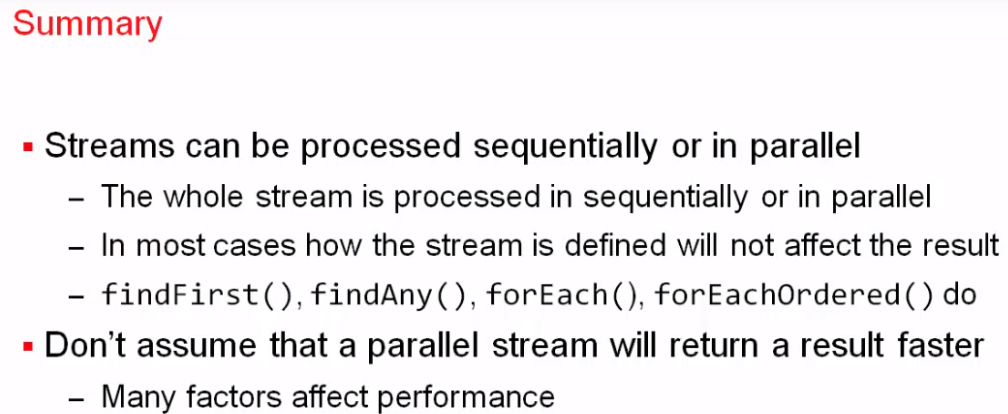 Summary
▪ Streams can be processed sequentially or in parallel
– The whole stream is processed in sequentially or in parallel
– In most cases how the stream is defined will not affect the result
– findFirst(), findAny(), forEach(), forEachOrdered() do
▪ Don't assume that a parallel stream will return a result faster
– Many factors affect performance